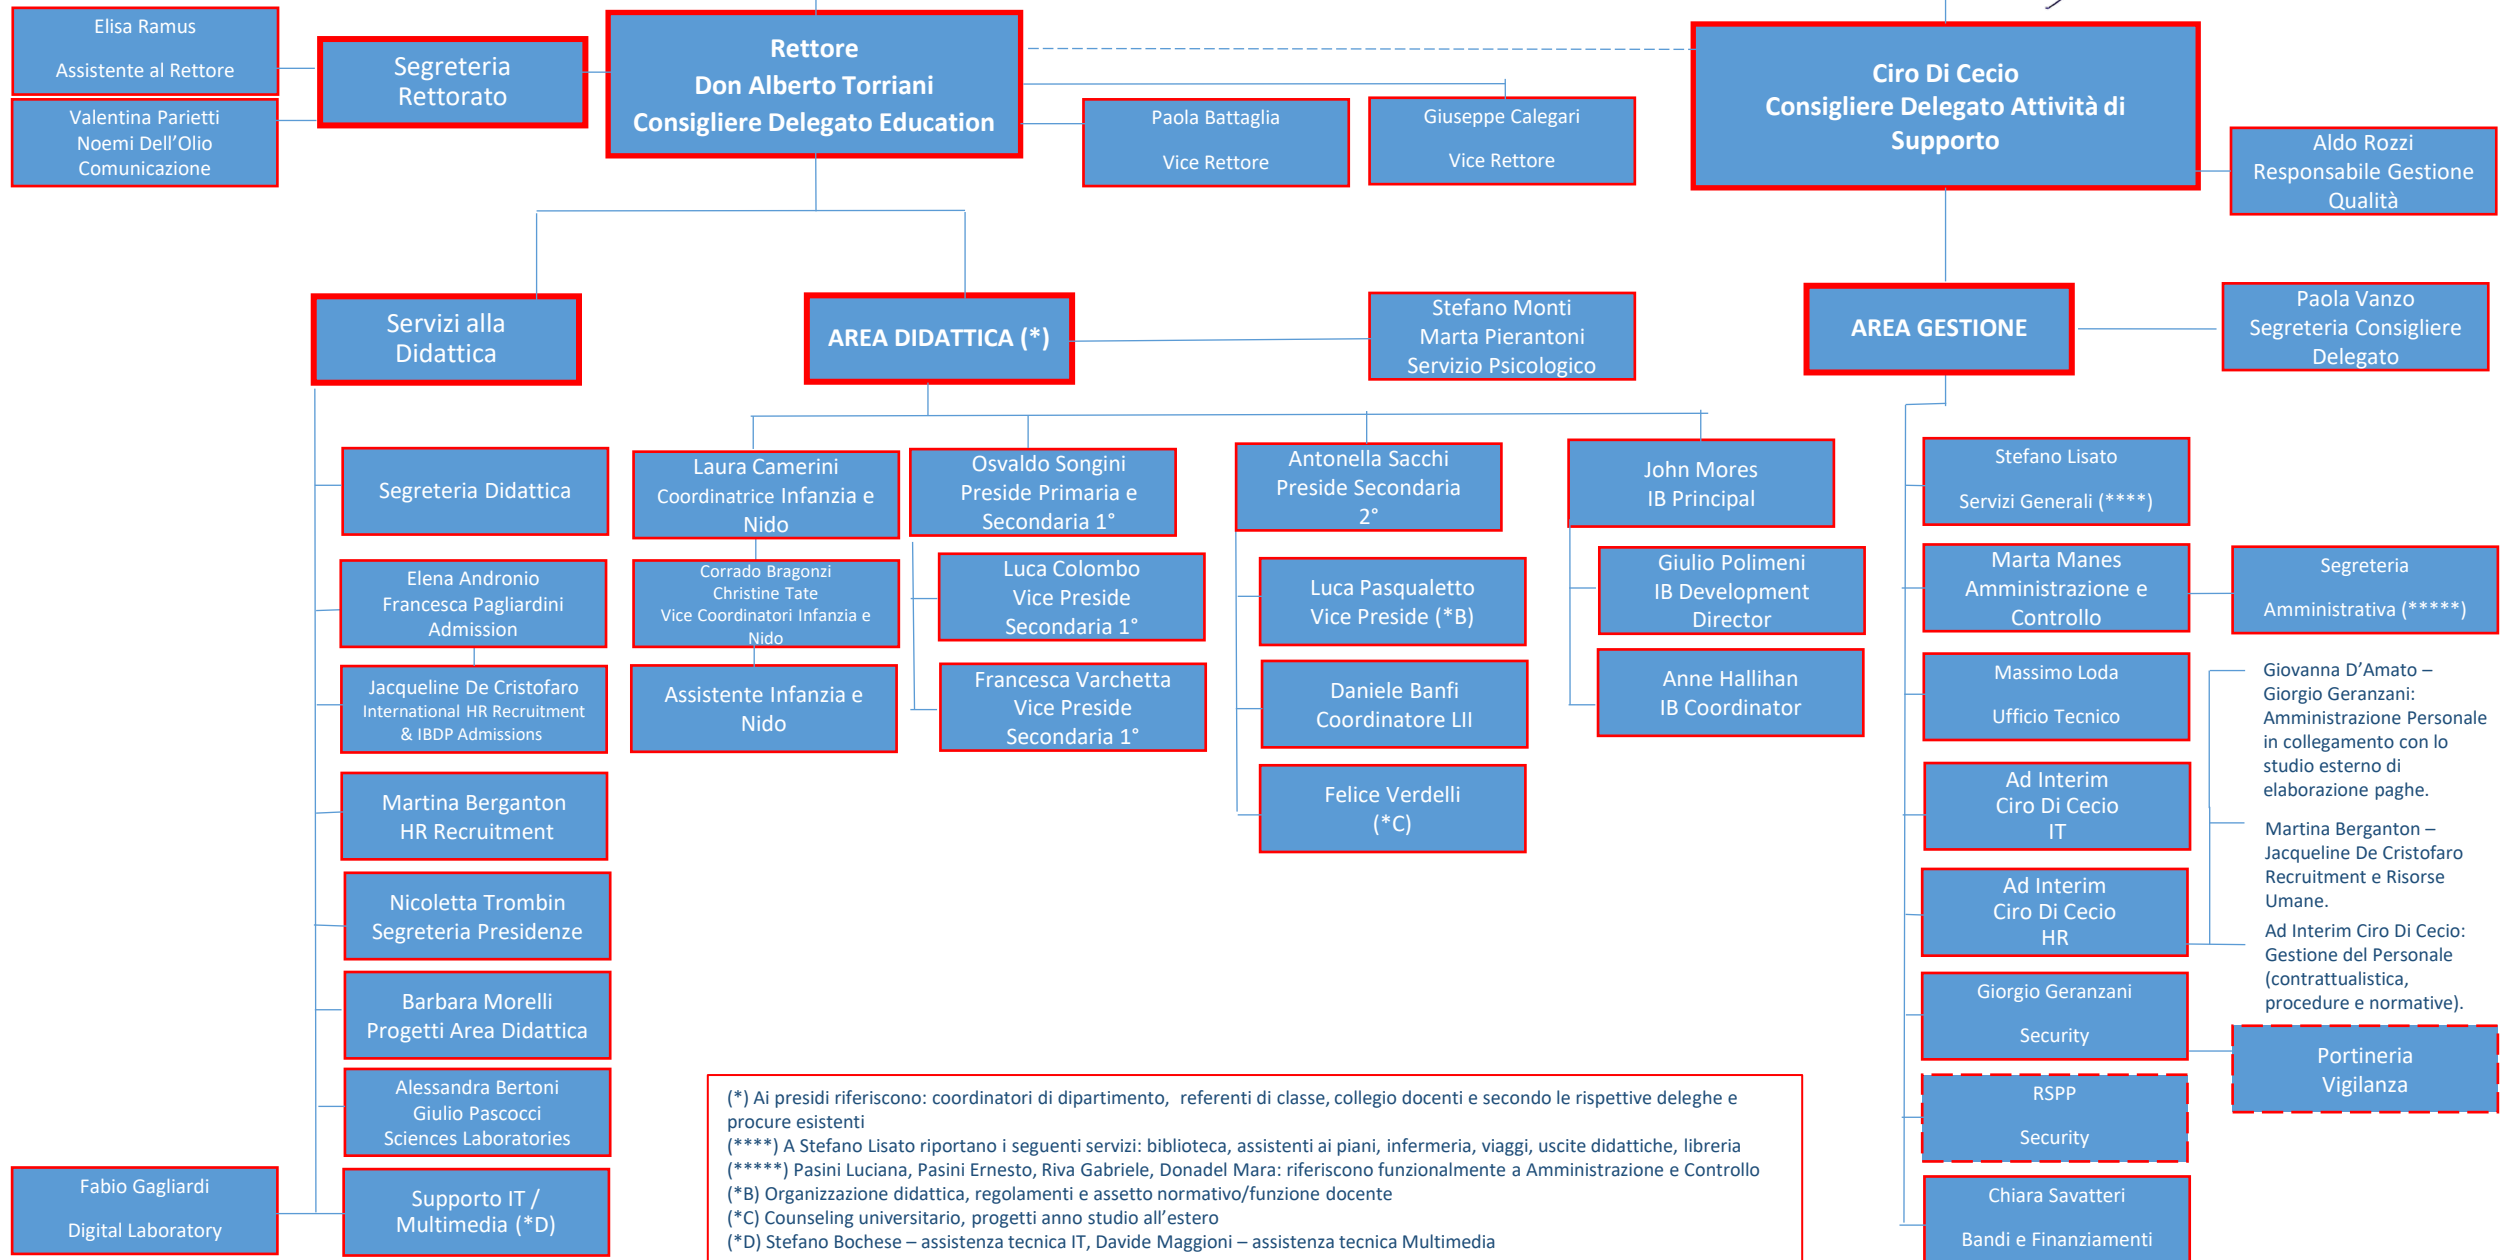 Elisa Ramus
Assistente al Rettore
Valentina Parietti
Noemi Dell'Olio
Comunicazione
Segreteria
Rettorato
Rettore
Don Alberto Torriani
Consigliere Delegato Education
Paola Battaglia
Vice Rettore
Giuseppe Calegari
Vice Rettore
Ciro Di Cecio
Consigliere Delegato Attività di
Supporto
Aldo Rozzi
Responsabile Gestione
Qualità
Servizi alla
Didattica
AREA DIDATTICA (*)
Stefano Monti
Marta Pierantoni
Servizio Psicologico
AREA GESTIONE
Paola Vanzo
Segreteria Consigliere
Delegato
Segreteria Didattica
Elena Andronio
Francesca Pagliardini
Admission
Jacqueline De Cristofaro
International HR Recruitment
& IBDP Admissions
Martina Berganton
HR Recruitment
Nicoletta Trombin
Segreteria Presidenze
Barbara Morelli
Progetti Area Didattica
Alessandra Bertoni
Giulio Pascocci
Sciences Laboratories
Fabio Gagliardi
Digital Laboratory
Supporto IT /
Multimedia (*D)
Laura Camerini
Coordinatrice Infanzia e
Nido
Corrado Bragonzi
Christine Tate
Vice Coordinatori Infanzia e
Nido
Assistente Infanzia e
Nido
Osvaldo Songini
Preside Primaria e
Secondaria 1°
Luca Colombo
Vice Preside
Secondaria 1°
Francesca Varchetta
Vice Preside
Secondaria 1°
Antonella Sacchi
Preside Secondaria
2°
Luca Pasqualetto
Vice Preside (*B)
Daniele Banfi
Coordinatore LII
Felice Verdelli
(*C)
John Mores
IB Principal
Giulio Polimeni
IB Development
Director
Anne Hallihan
IB Coordinator
Stefano Lisato
Servizi Generali (****)
Marta Manes
Amministrazione e
Controllo
Segreteria
Amministrativa (*****)
Massimo Loda
Ufficio Tecnico
Ad Interim
Ciro Di Cecio
IT
Ad Interim
Ciro Di Cecio
HR
Giovanna D'Amato –
Giorgio Geranzani:
Amministrazione Personale
in collegamento con lo
studio esterno di
elaborazione paghe.
Martina Berganton –
Jacqueline De Cristofaro
Recruitment e Risorse
Umane.
Ad Interim Ciro Di Cecio:
Gestione del Personale
(contrattualistica,
procedure e normative).
Giorgio Geranzani
Security
Portineria
Vigilanza
RSPP
Security
Chiara Savatteri
Bandi e Finanziamenti
(*) Ai presidi riferiscono: coordinatori di dipartimento, referenti di classe, collegio docenti e secondo le rispettive deleghe e
procure esistenti
(****) A Stefano Lisato riportano i seguenti servizi: biblioteca, assistenti ai piani, infermeria, viaggi, uscite didattiche, libreria
(*****) Pasini Luciana, Pasini Ernesto, Riva Gabriele, Donadel Mara: riferiscono funzionalmente a Amministrazione e Controllo
(*B) Organizzazione didattica, regolamenti e assetto normativo/funzione docente
(*C) Counseling universitario, progetti anno studio all'estero
(*D) Stefano Bochese – assistenza tecnica IT, Davide Maggioni – assistenza tecnica Multimedia